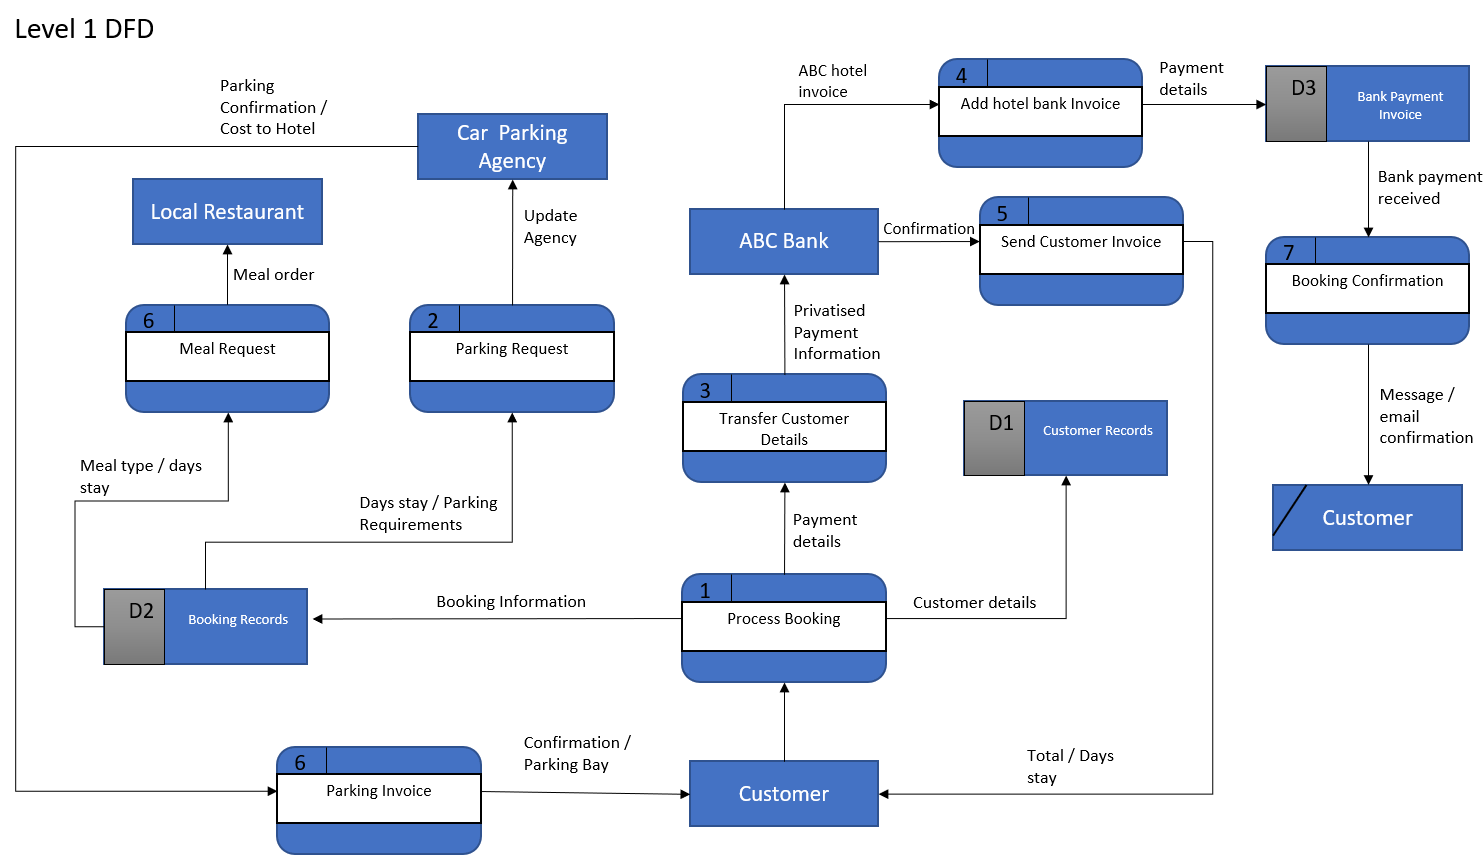 Level 1 DFD
Parking
Confirmation /
Cost to Hotel
Car  Parking
Agency
Local Restaurant
Update
Agency
Meal order
6
Meal Request
2
Parking Request
Meal type / days
stay
Days stay / Parking
Requirements
D2
Booking Records
Booking Information
6
Parking Invoice
Confirmation /
Parking Bay
ABC hotel
invoice
4
Add hotel bank Invoice
Payment
details
D3
Bank Payment
Invoice
Bank payment
received
ABC Bank
Confirmation
5
Send Customer Invoice
7
Booking Confirmation
Privatised
Payment
Information
3
Transfer Customer
Details
D1
Customer Records
Message /
email
confirmation
Customer
Payment
details
1
Process Booking
Customer details
Customer
Total / Days
stay